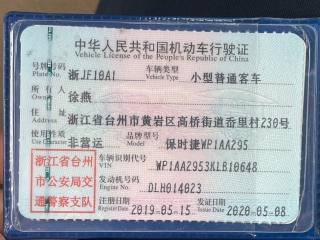 中华人民共和国机动车行驶证
Vehicle License of the People's Republic of China
号牌号码 Plate No. 浙JF10A1 车辆类型 Vehicle Type 小型普通客车
所有人 Owner 徐燕
住址 Address 浙江省台州市黄岩区高桥街道岙里村230号
使用性质 Use Character 非营运 品牌型号 Model 保时捷WP1AA295
浙江省台州市公安局交通警察支队
车辆识别代号 VIN WP1AA2953KLB10648
发动机号码 Engine No. DLH014023
注册日期 Register Date 2019-05-15 发证日期 Issue Date 2020-05-08